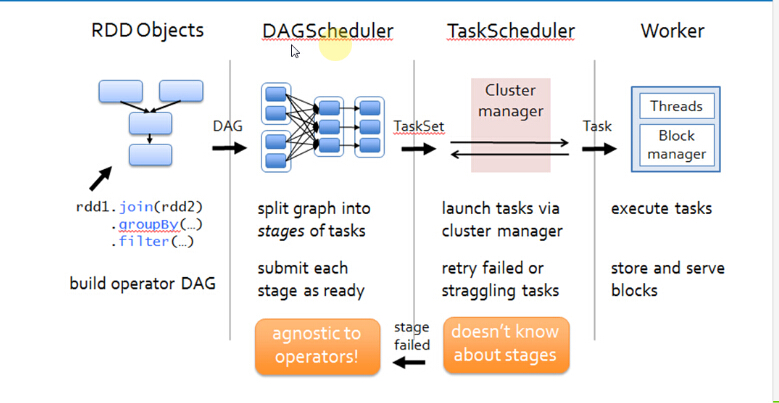 RDD Objects
DAGScheduler
TaskScheduler
Worker
DAG
TaskSet
Cluster
manager
Task
Threads
Block
manager
rdd1.join(rdd2)
.groupBy(…)
.filter(…)
build operator DAG
split graph into
stages of tasks
submit each
stage as ready
launch tasks via
cluster manager
retry failed or
straggling tasks
execute tasks
store and serve
blocks
agnostic to
operators!
stage
failed
doesn't know
about stages